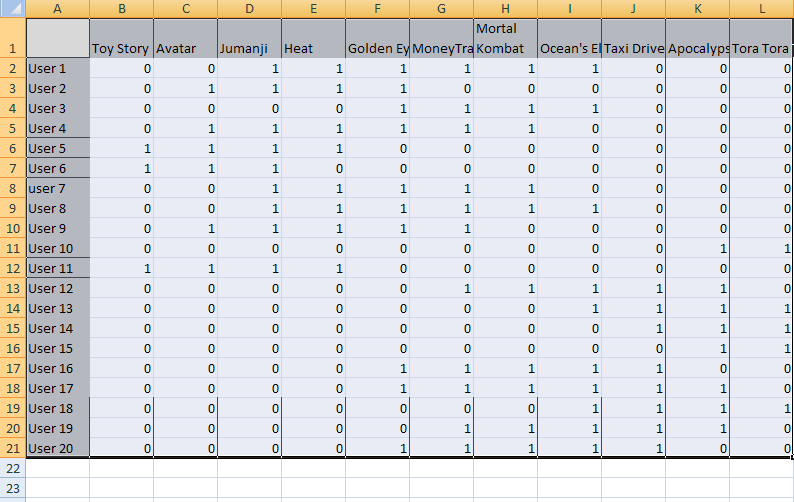 A B C D E F G H I J K L
Mortal
1 Toy Story Avatar Jumanji Heat Golden Ey MoneyTra Kombat Ocean's El Taxi Drive Apocalyps Tora Tora
2 User 1 0 0 1 1 1 1 1 1 0 0 0
3 User 2 0 1 1 1 1 0 0 0 0 0 0
4 User 3 0 0 0 0 1 1 1 1 0 0 0
5 User 4 0 1 1 1 1 1 1 0 0 0 0
6 User 5 1 1 1 1 0 0 0 0 0 0 0
7 User 6 1 1 1 0 0 0 0 0 0 0 0
8 user 7 0 0 1 1 1 1 1 0 0 0 0
9 User 8 0 0 1 1 1 1 1 1 0 0 0
10 User 9 0 1 1 1 1 1 0 0 0 0 0
11 User 10 0 0 0 0 0 0 0 0 0 1 1
12 User 11 1 1 1 1 0 0 0 0 0 0 0
13 User 12 0 0 0 0 0 1 1 1 1 1 0
14 User 13 0 0 0 0 0 0 0 1 1 1 1
15 User 14 0 0 0 0 0 0 0 0 1 1 1
16 User 15 0 0 0 0 0 0 0 0 0 1 1
17 User 16 0 0 0 0 1 1 1 1 1 0 0
18 User 17 0 0 0 0 1 1 1 1 1 1 0
19 User 18 0 0 0 0 0 0 0 1 1 1 1
20 User 19 0 0 0 0 0 1 1 1 1 1 0
21 User 20 0 0 0 0 1 1 1 1 1 0 0
22
23